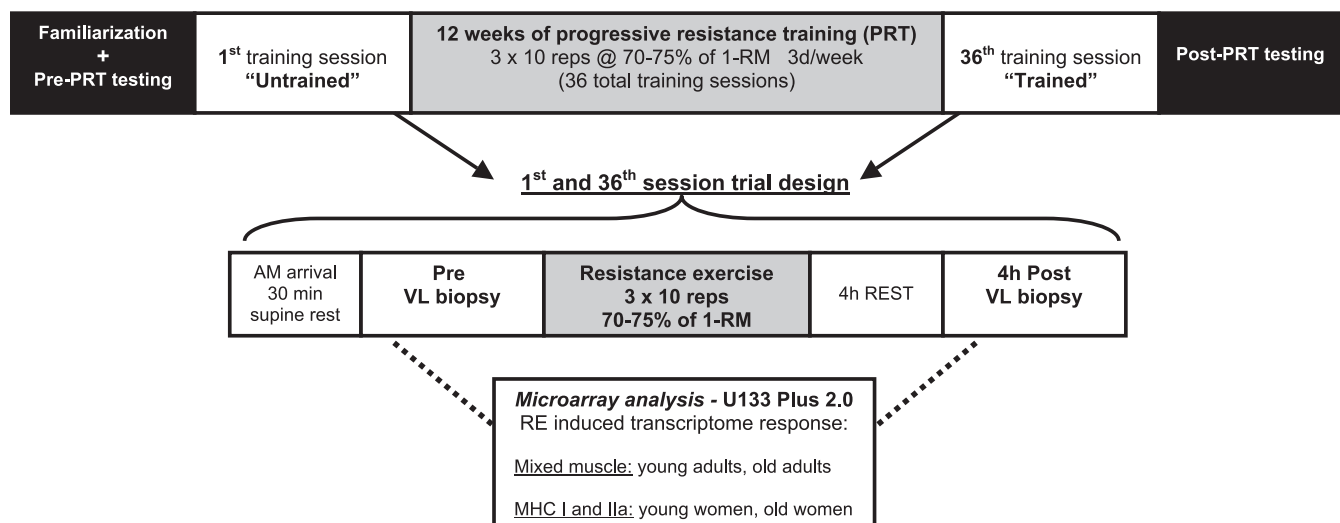 Familiarization
+
Pre-PRT testing
1st training session
“Untrained”
12 weeks of progressive resistance training (PRT)
3 x 10 reps @ 70-75% of 1-RM 3d/week
(36 total training sessions)
36th training session
“Trained”
Post-PRT testing
1st and 36th session trial design
AM arrival
30 min
supine rest
Pre
VL biopsy
Resistance exercise
3 x 10 reps
70-75% of 1-RM
4h REST
4h Post
VL biopsy
Microarray analysis - U133 Plus 2.0
RE induced transcriptome response:
Mixed muscle: young adults, old adults
MHC I and IIa: young women, old women